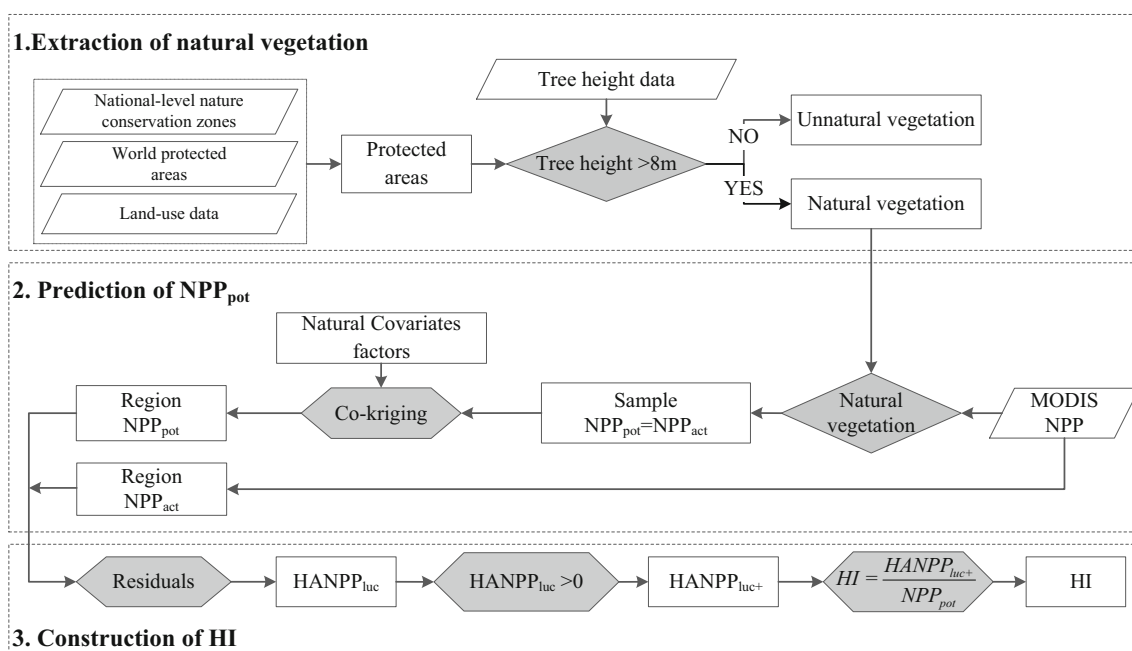 1.Extraction of natural vegetation
Tree height data
National-level nature
conservation zones
World protected
areas
Land-use data
Protected
areas
Tree height >8m
NO
YES
Unnatural vegetation
Natural vegetation
2. Prediction of NPPpot
Natural Covariates
factors
Region
NPPpot
Co-kriging
Sample
NPPpot=NPPact
Natural
vegetation
MODIS
NPP
Region
NPPact
Residuals
HANPPluc
HANPPluc >0
HANPPluc+
HI = HANPPluc+ / NPPpot
HI
3. Construction of HI